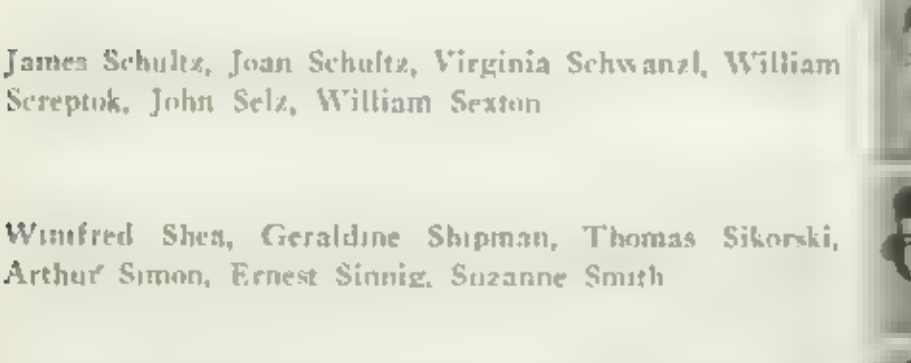 James Schultz, Joan Schultz, Virginia Schwanzl, William
Screptok, John Selz, William Sexton
Winifred Shea, Geraldine Shipman, Thomas Sikorski,
Arthur Simon, Ernest Sinnig, Suzanne Smith